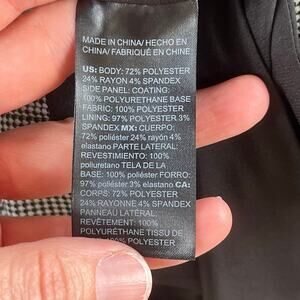 MADE IN CHINA/ HECHO EN
CHINA/ FABRIQUÉ EN CHINE
US: BODY: 72% POLYESTER
24% RAYON 4% SPANDEX
SIDE PANEL: COATING:
100% POLYURETHANE BASE
FABRIC: 100% POLYESTER
LINING: 97% POLYESTER 3%
SPANDEX MX: CUERPO:
72% poliéster 24% rayón 4%
elastano PARTE LATERAL:
REVESTIMIENTO: 100%
poliuretano TELA DE LA
BASE: 100% poliéster FORRO:
97% poliéster 3% elastano CA:
CORPS: 72% POLYESTER
24% RAYONNE 4% SPANDEX
PANNEAU LATÉRAL:
REVÊTEMENT: 100%
POLYURÉTHANE TISSU DE
100% POLYESTER